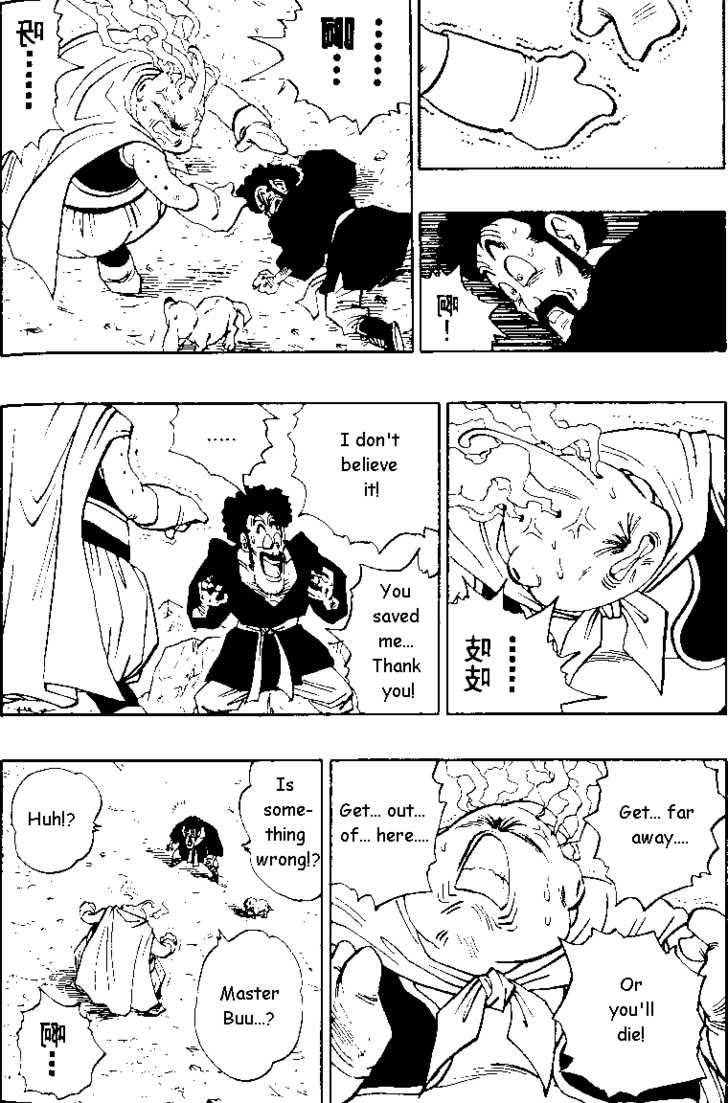 .....
I don't
believe
it!
You
saved
me...
Thank
you!
Get... far
away....
Get... out...
of... here....
Or
you'll
die!
Is
some-
thing
wrong!?
Huh!?
Master
Buu...?